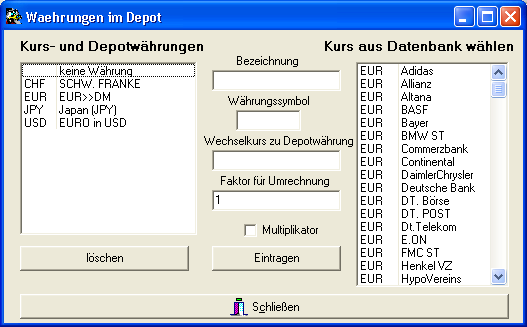 Waehrungen im Depot
Kurs- und Depotwährungen
keine Währung
CHF SCHW. FRANKE
EUR EUR>>DM
JPY Japan (JPY)
USD EURO in USD
löschen
Bezeichnung
Währungssymbol
Wechselkurs zu Depotwährung
Faktor für Umrechnung
1
Multiplikator
Eintragen
Kurs aus Datenbank wählen
EUR Adidas
EUR Allianz
EUR Altana
EUR BASF
EUR Bayer
EUR BMW ST
EUR Commerzbank
EUR Continental
EUR DaimlerChrysler
EUR Deutsche Bank
EUR DT. Börse
EUR DT. POST
EUR Dt.Telekom
EUR E.ON
EUR FMC ST
EUR Henkel VZ
EUR HypoVereins
Schließen